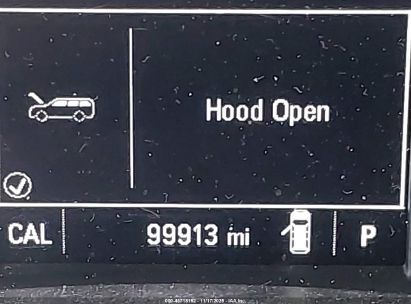 Hood Open
CAL 99913 mi P